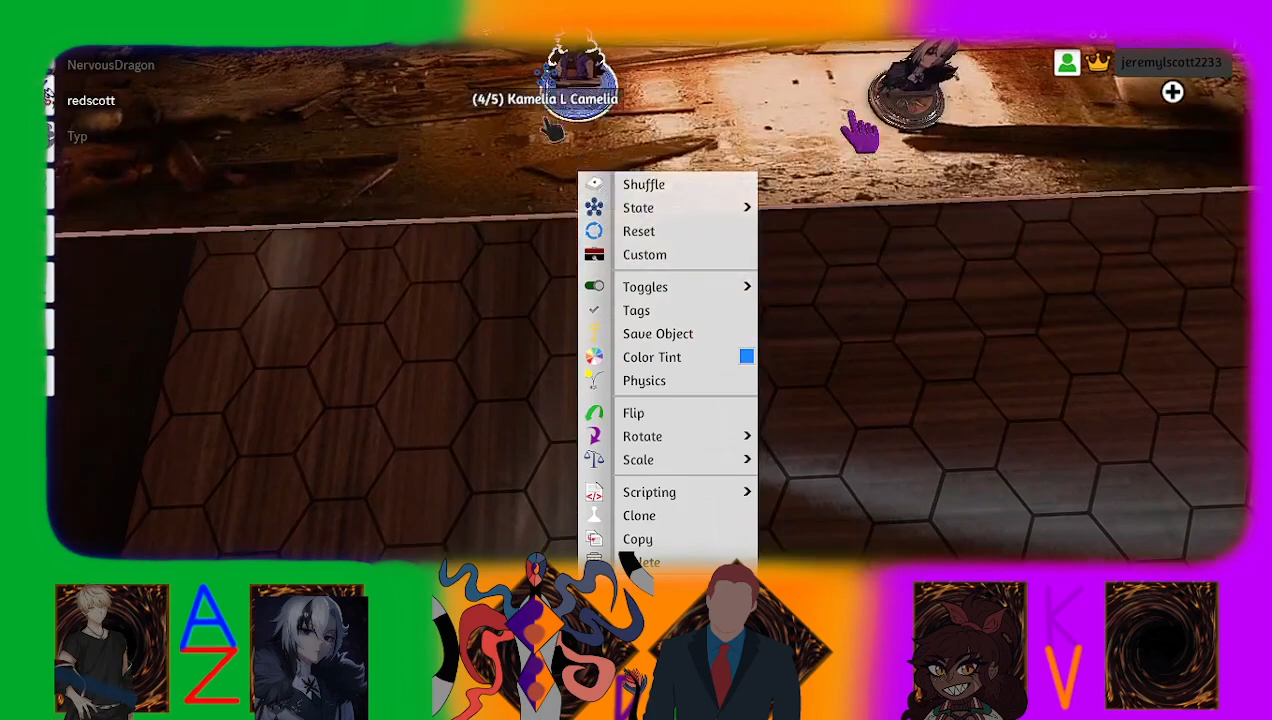 NervousDragon
redscott
Typ
(4/5) Kamelia L Camelia
jeremylscott2233
Shuffle
State
Reset
Custom
Toggles
Tags
Save Object
Color Tint
Physics
Flip
Rotate
Scale
Scripting
Clone
Copy
A
Z
K
V